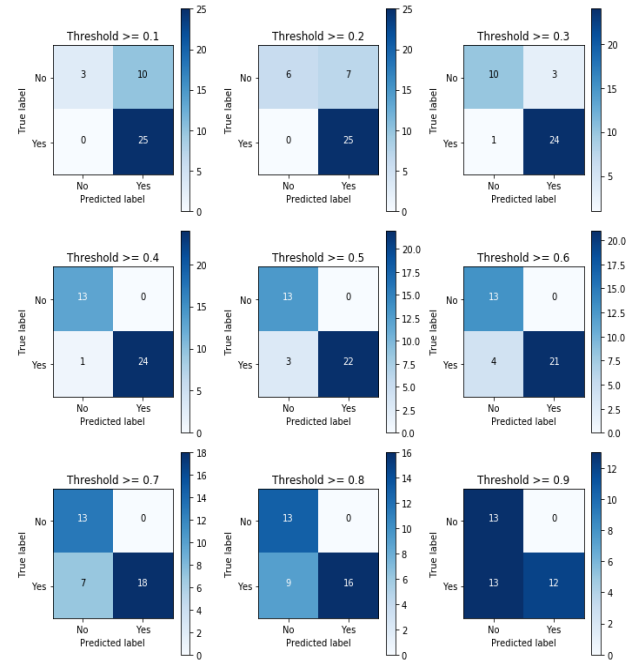 Threshold >= 0.1
No
3
10
True label
Yes
0
25
No
Yes
Predicted label
25
20
15
10
5
0
Threshold >= 0.2
No
6
7
True label
Yes
0
25
No
Yes
Predicted label
25
20
15
10
5
0
Threshold >= 0.3
No
10
3
True label
Yes
1
24
No
Yes
Predicted label
20
15
10
5
Threshold >= 0.4
No
13
0
True label
Yes
1
24
No
Yes
Predicted label
20
15
10
5
0
Threshold >= 0.5
No
13
0
True label
Yes
3
22
No
Yes
Predicted label
20.0
17.5
15.0
12.5
10.0
7.5
5.0
2.5
0.0
Threshold >= 0.6
No
13
0
True label
Yes
4
21
No
Yes
Predicted label
20.0
17.5
15.0
12.5
10.0
7.5
5.0
2.5
0.0
Threshold >= 0.7
No
13
0
True label
Yes
7
18
No
Yes
Predicted label
18
16
14
12
10
8
6
4
2
0
Threshold >= 0.8
No
13
0
True label
Yes
9
16
No
Yes
Predicted label
16
14
12
10
8
6
4
2
0
Threshold >= 0.9
No
13
0
True label
Yes
13
12
No
Yes
Predicted label
12
10
8
6
4
2
0